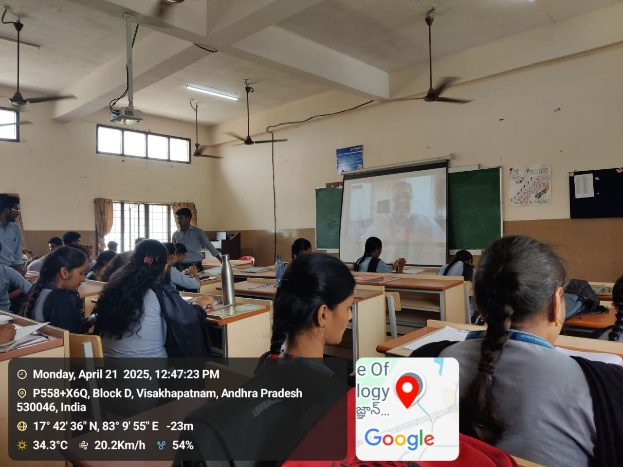 Monday, April 21 2025, 12:47:23 PM
P558+X6Q, Block D, Visakhapatnam, Andhra Pradesh
530046, India
17° 42' 36" N, 83° 9' 55" E -23m
34.3°C 20.2Km/h 54%
e Of
logy
జ్ఞాన్...
Google